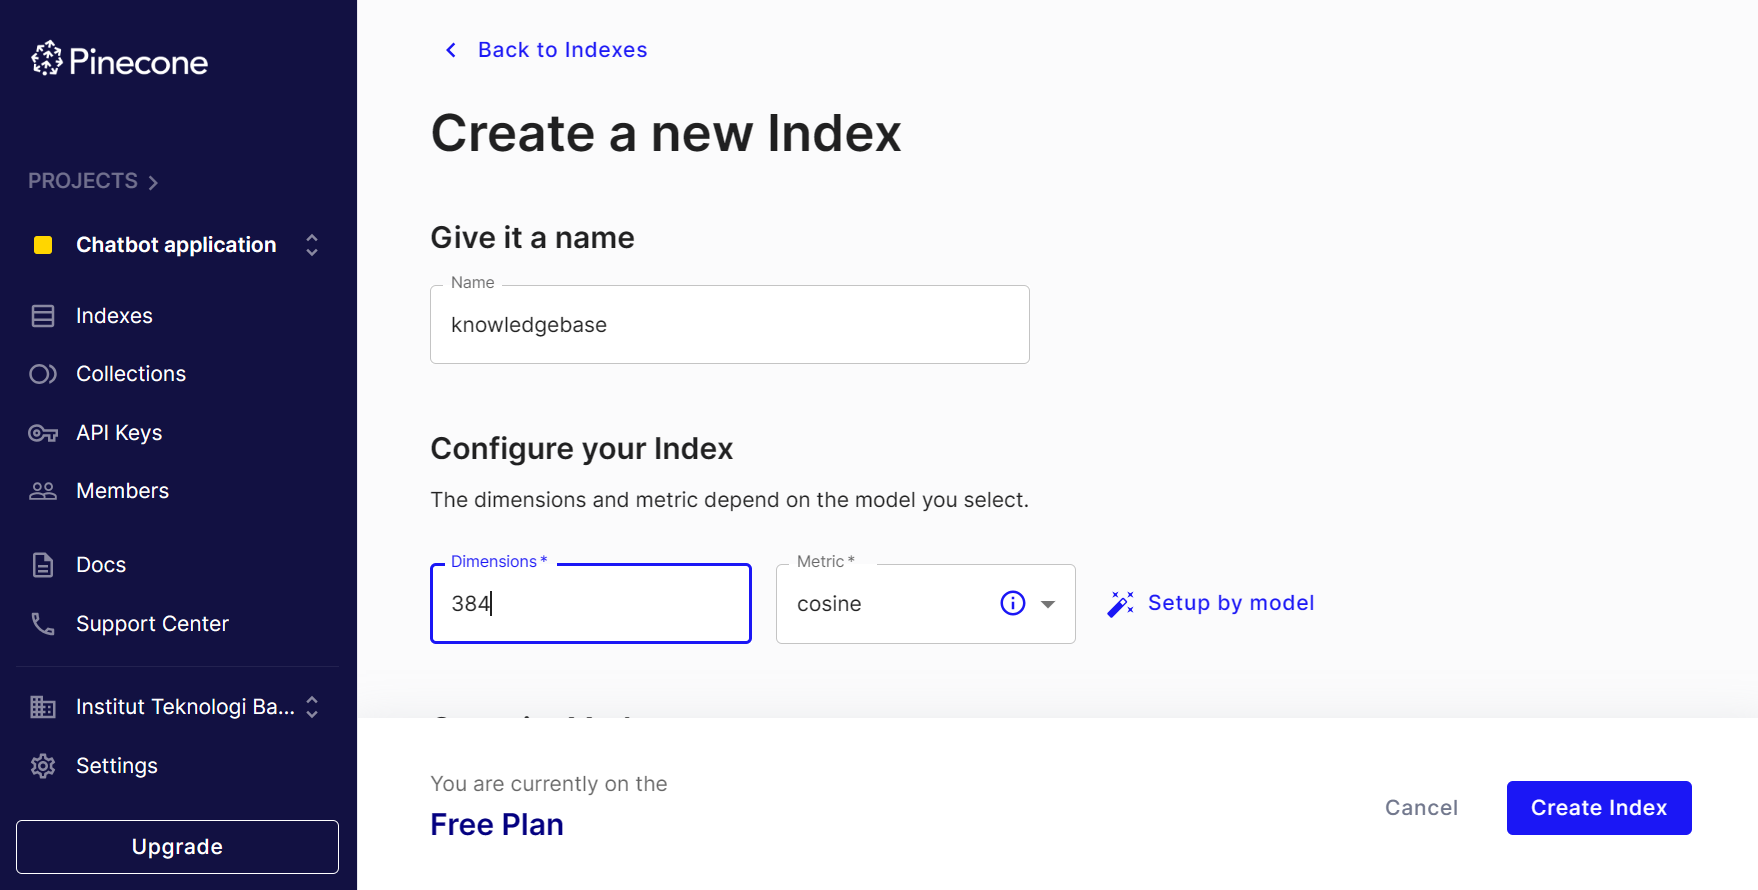 Pinecone
PROJECTS
Chatbot application
Indexes
Collections
API Keys
Members
Docs
Support Center
Institut Teknologi Ba...
Settings
Upgrade
Back to Indexes
Create a new Index
Give it a name
Name
knowledgebase
Configure your Index
The dimensions and metric depend on the model you select.
Dimensions *
384
Metric *
cosine
Setup by model
You are currently on the
Free Plan
Cancel
Create Index